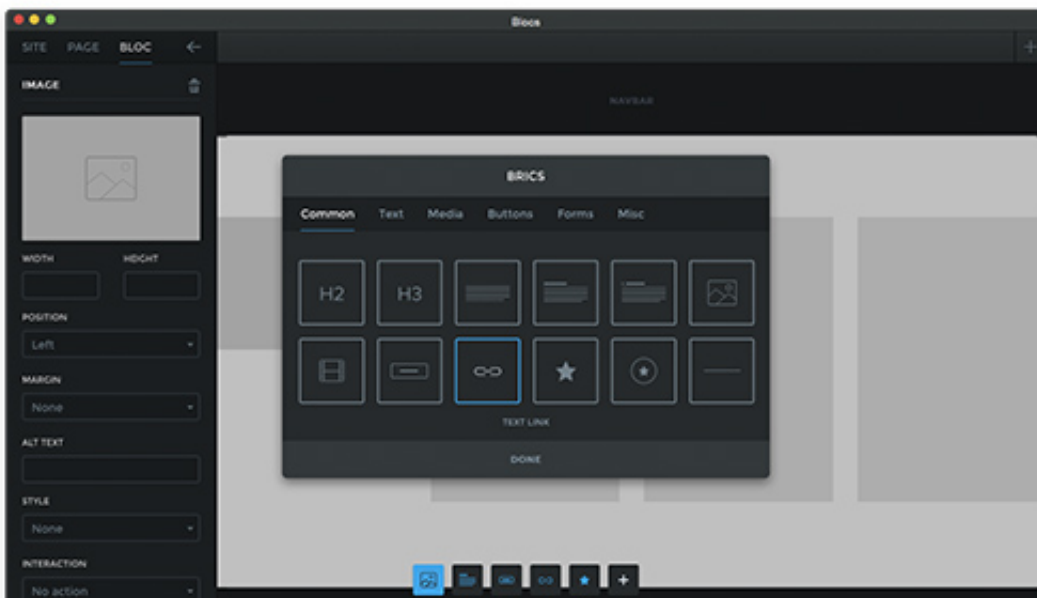 Blocs
SITE PAGE BLOC
IMAGE
NAVBAR
BRICS
Common Text Media Buttons Forms Misc
H2 H3
WIDTH HEIGHT
POSITION
Left
MARGIN
None
TEXT LINK
ALT TEXT
DONE
STYLE
None
INTERACTION
No action